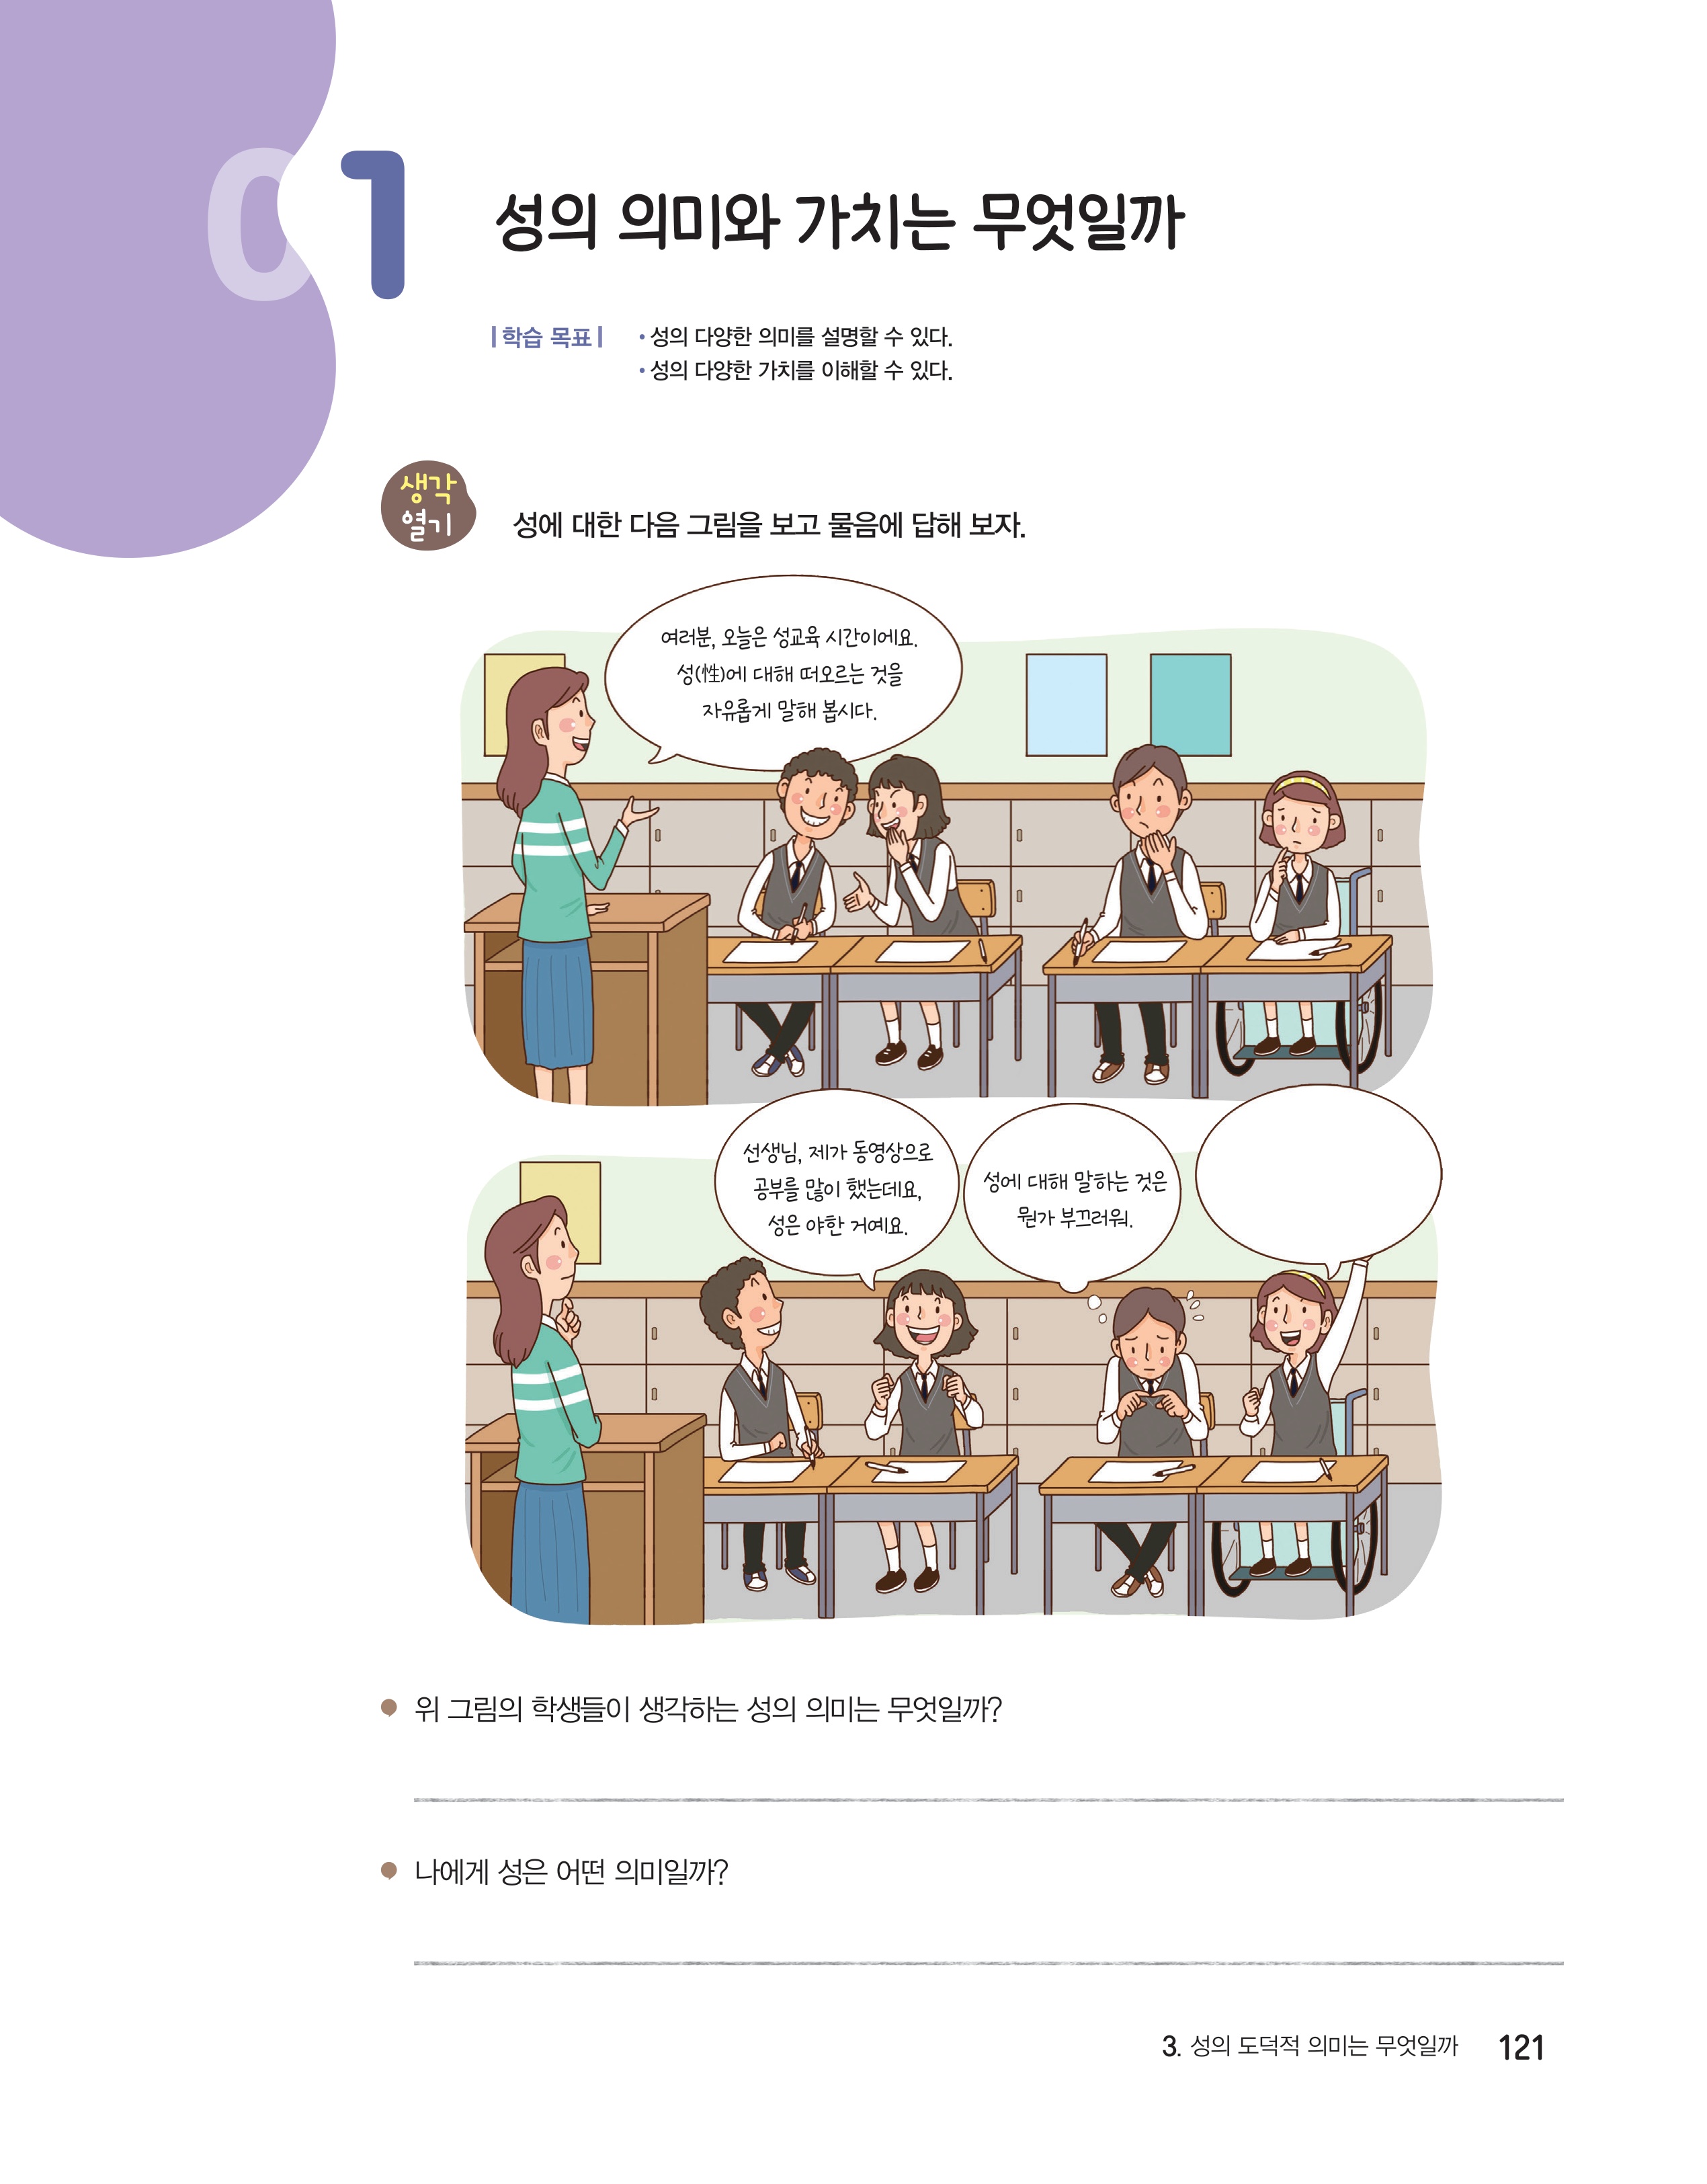 01
성의 의미와 가치는 무엇일까
|학습 목표| • 성의 다양한 의미를 설명할 수 있다.
• 성의 다양한 가치를 이해할 수 있다.
생각
열기
성에 대한 다음 그림을 보고 물음에 답해 보자.
여러분, 오늘은 성교육 시간이에요.
성(性)에 대해 떠오르는 것을
자유롭게 말해 봅시다.
선생님, 제가 동영상으로
공부를 많이 했는데요,
성은 야한 거예요.
성에 대해 말하는 것은
뭔가 부끄러워.
위 그림의 학생들이 생각하는 성의 의미는 무엇일까?
나에게 성은 어떤 의미일까?
3. 성의 도덕적 의미는 무엇일까 121